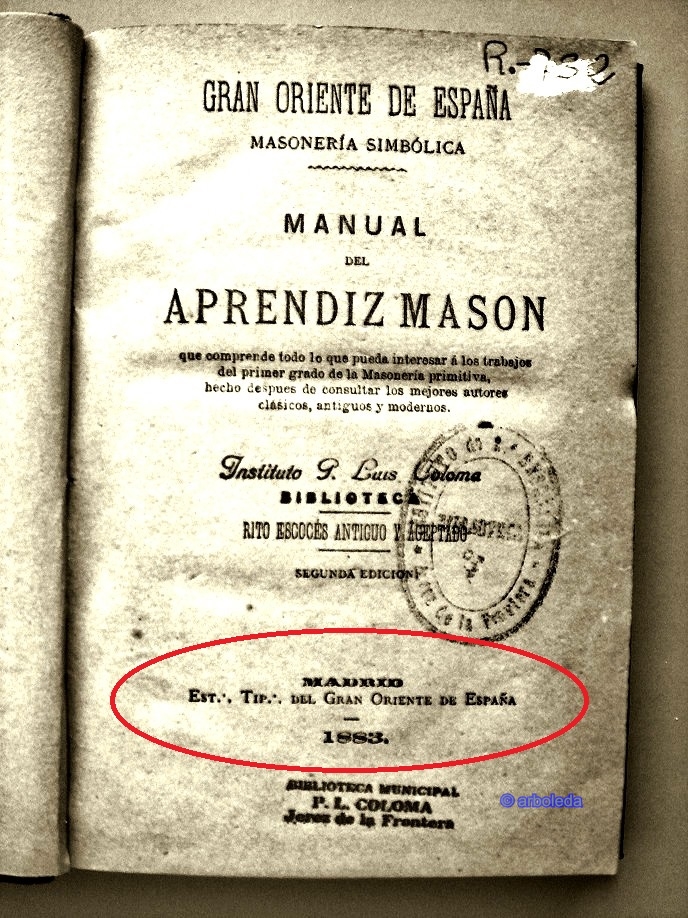 GRAN ORIENTE DE ESPAÑA
MASONERÍA SIMBÓLICA
MANUAL
DEL
APRENDIZ MASON
que comprende todo lo que pueda interesar á los trabajos
del primer grado de la Masonería primitiva,
hecho despues de consultar los mejores autores
clásicos, antiguos y modernos.
Instituto P. Luis Coloma
BIBLIOTECA
RITO ESCOCÉS ANTIGUO Y ACEPTADO
SEGUNDA EDICION
de la Frontera
MADRID
EST.·. TIP.·. DEL GRAN ORIENTE DE ESPAÑA
1883.
BIBLIOTECA MUNICIPAL
P. L. COLOMA
Jerez de la Frontera
© arboleda